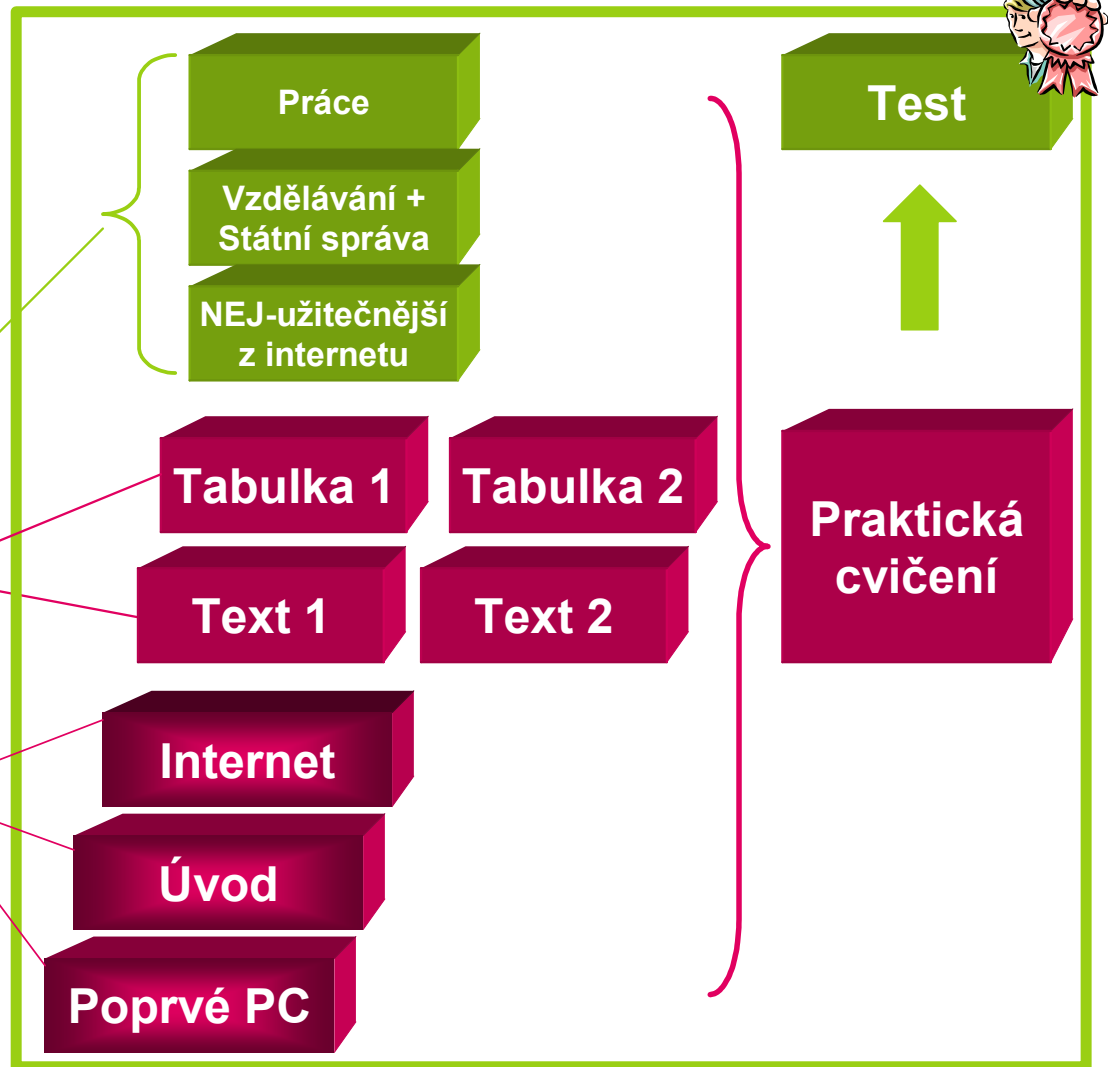 Práce
Test
Vzdělávání +
Státní správa
NEJ-užitečnější
z internetu
Tabulka 1
Tabulka 2
Praktická
cvičení
Text 1
Text 2
Internet
Úvod
Poprvé PC